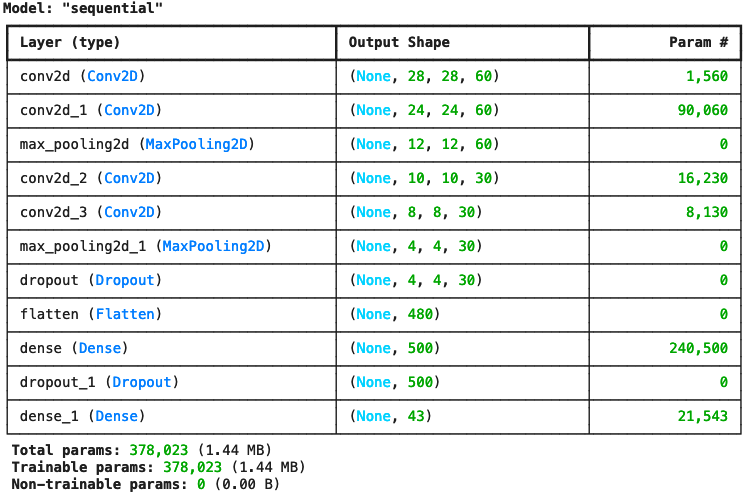 Model: "sequential"
Layer (type) Output Shape Param #
conv2d (Conv2D) (None, 28, 28, 60) 1,560
conv2d_1 (Conv2D) (None, 24, 24, 60) 90,060
max_pooling2d (MaxPooling2D) (None, 12, 12, 60) 0
conv2d_2 (Conv2D) (None, 10, 10, 30) 16,230
conv2d_3 (Conv2D) (None, 8, 8, 30) 8,130
max_pooling2d_1 (MaxPooling2D) (None, 4, 4, 30) 0
dropout (Dropout) (None, 4, 4, 30) 0
flatten (Flatten) (None, 480) 0
dense (Dense) (None, 500) 240,500
dropout_1 (Dropout) (None, 500) 0
dense_1 (Dense) (None, 43) 21,543
Total params: 378,023 (1.44 MB)
Trainable params: 378,023 (1.44 MB)
Non-trainable params: 0 (0.00 B)